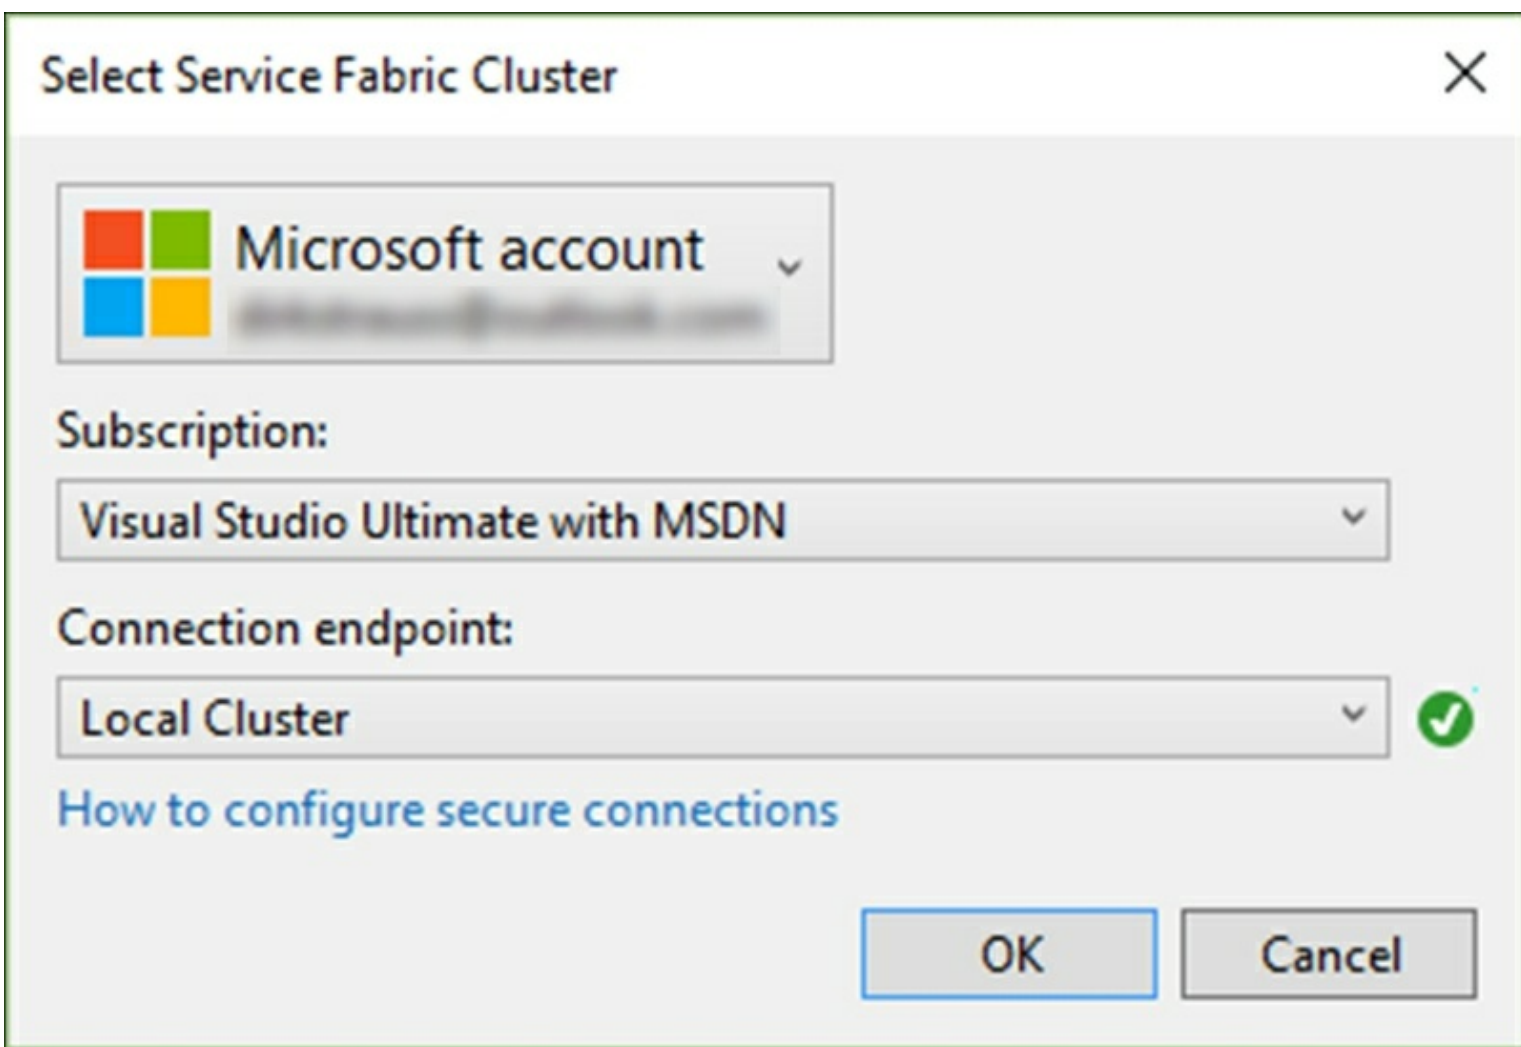 Select Service Fabric Cluster
Microsoft account
Subscription:
Visual Studio Ultimate with MSDN
Connection endpoint:
Local Cluster
How to configure secure connections
OK
Cancel